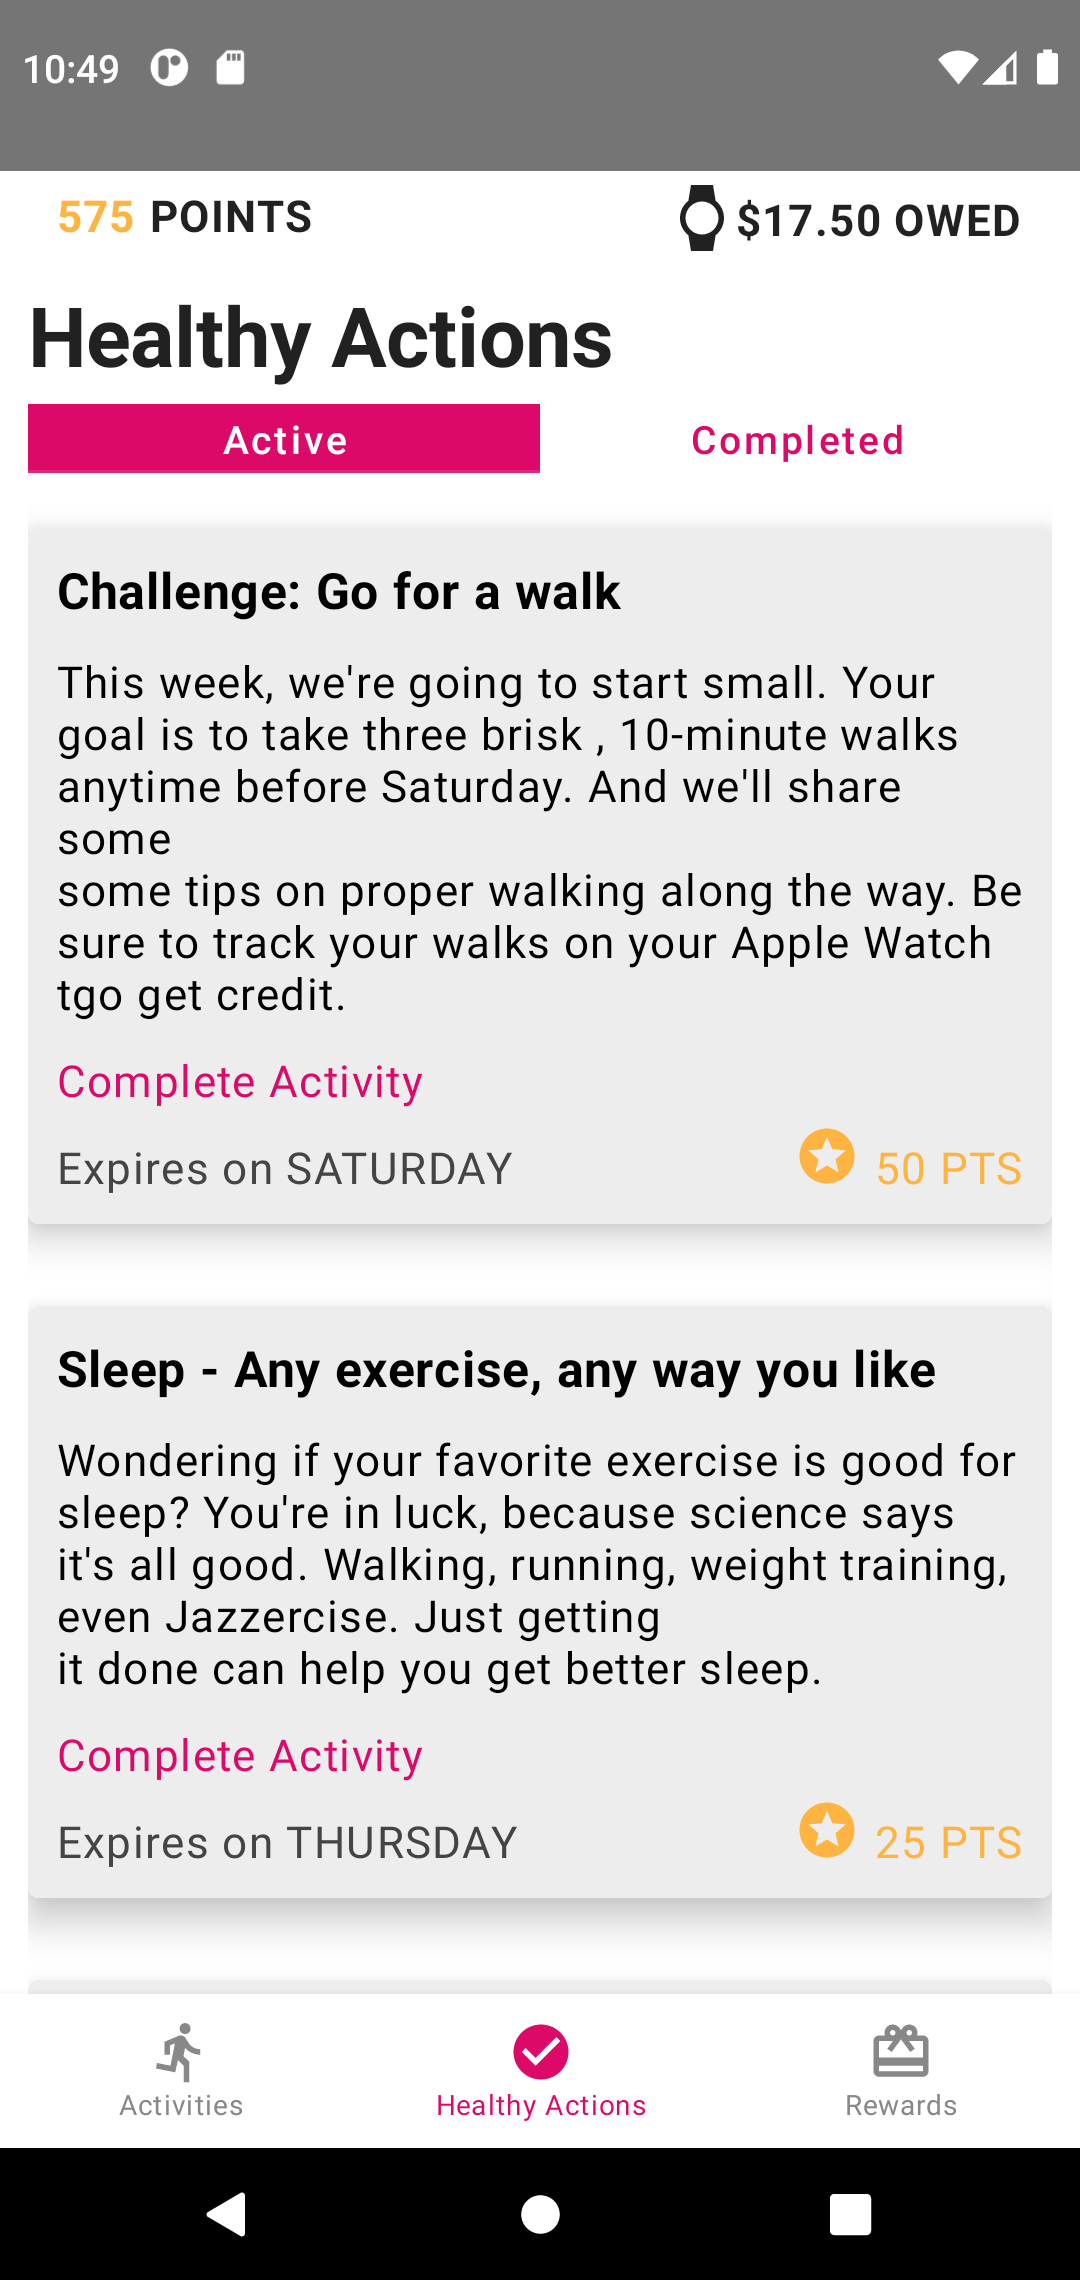 10:49
575 POINTS
$17.50 OWED
Healthy Actions
Active
Completed
Challenge: Go for a walk
This week, we're going to start small. Your
goal is to take three brisk , 10-minute walks
anytime before Saturday. And we'll share
some
some tips on proper walking along the way. Be
sure to track your walks on your Apple Watch
tgo get credit.
Complete Activity
Expires on SATURDAY
50 PTS
Sleep - Any exercise, any way you like
Wondering if your favorite exercise is good for
sleep? You're in luck, because science says
it's all good. Walking, running, weight training,
even Jazzercise. Just getting
it done can help you get better sleep.
Complete Activity
Expires on THURSDAY
25 PTS
Activities
Healthy Actions
Rewards